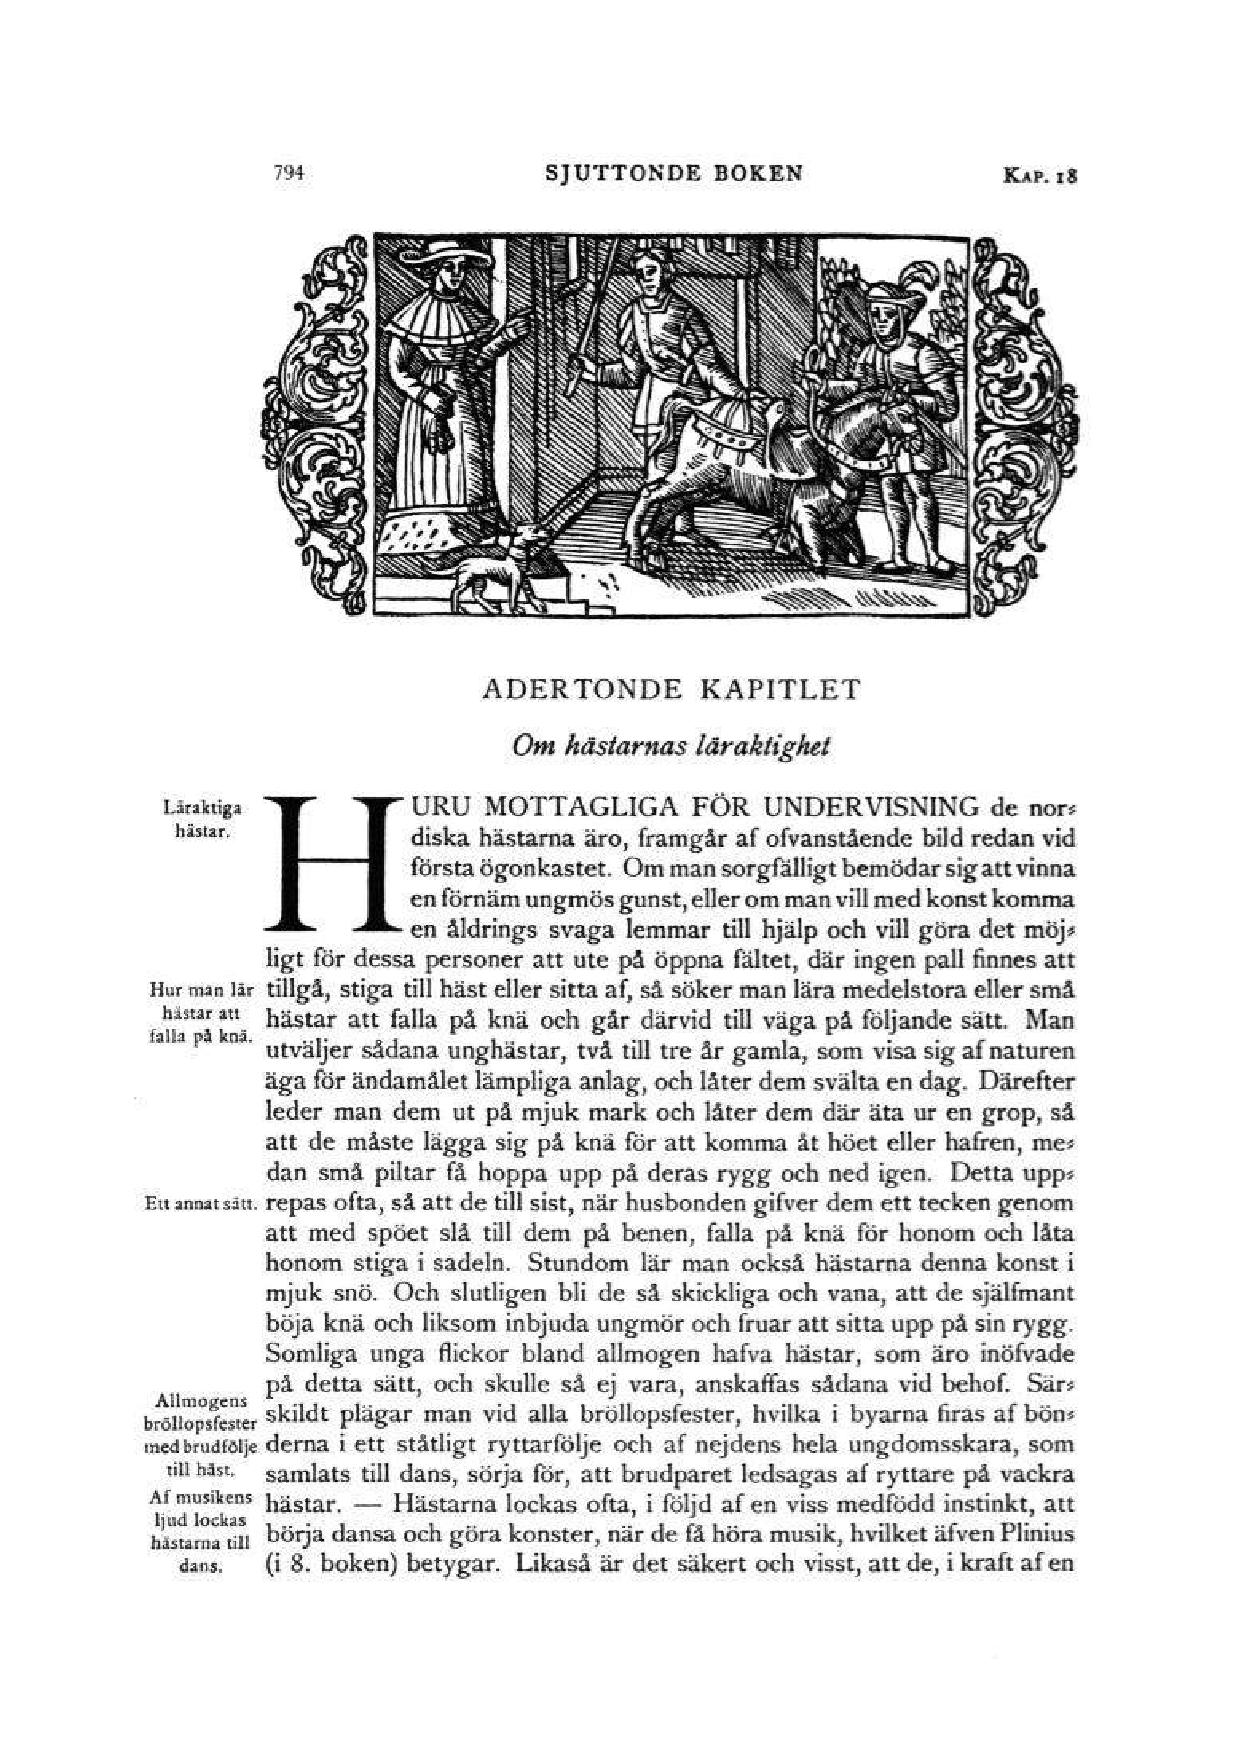 794 SJUTTONDE BOKEN KAP. 18
ADERTONDE KAPITLET
Om hästarnas läraktighet
Läraktiga
hästar.
HURU MOTTAGLIGA FÖR UNDERVISNING de nor-
diska hästarna äro, framgår af ofvanstående bild redan vid
första ögonkastet. Om man sorgfälligt bemödar sig att vinna
en förnäm ungmös gunst, eller om man vill med konst komma
en åldrings svaga lemmar till hjälp och vill göra det möj-
ligt för dessa personer att ute på öppna fältet, där ingen pall finnes att
Hur man lär
hästar att
falla på knä.
tillgå, stiga till häst eller sitta af, så söker man lära medelstora eller små
hästar att falla på knä och går därvid till väga på följande sätt. Man
utväljer sådana unghästar, två till tre år gamla, som visa sig af naturen
äga för ändamålet lämpliga anlag, och låter dem svälta en dag. Därefter
leder man dem ut på mjuk mark och låter dem där äta ur en grop, så
att de måste lägga sig på knä för att komma åt höet eller hafren, me-
dan små piltar få hoppa upp på deras rygg och ned igen. Detta upp-
Ett annat sätt.
repas ofta, så att de till sist, när husbonden gifver dem ett tecken genom
att med spöet slå till dem på benen, falla på knä för honom och låta
honom stiga i sadeln. Stundom lär man också hästarna denna konst i
mjuk snö. Och slutligen bli de så skickliga och vana, att de själfmant
böja knä och liksom inbjuda ungmör och fruar att sitta upp på sin rygg.
Somliga unga flickor bland allmogen hafva hästar, som äro inöfvade
på detta sätt, och skulle så ej vara, anskaffas sådana vid behof. Sär-
Allmogens
bröllopsfester
med brudfölje
till häst.
skildt plägar man vid alla bröllopsfester, hvilka i byarna firas af bön-
derna i ett ståtligt ryttarfölje och af nejdens hela ungdomsskara, som
samlats till dans, sörja för, att brudparet ledsagas af ryttare på vackra
Af musikens
ljud lockas
hästarna till
dans.
hästar. — Hästarna lockas ofta, i följd af en viss medfödd instinkt, att
börja dansa och göra konster, när de få höra musik, hvilket äfven Plinius
(i 8. boken) betygar. Likaså är det säkert och visst, att de, i kraft af en